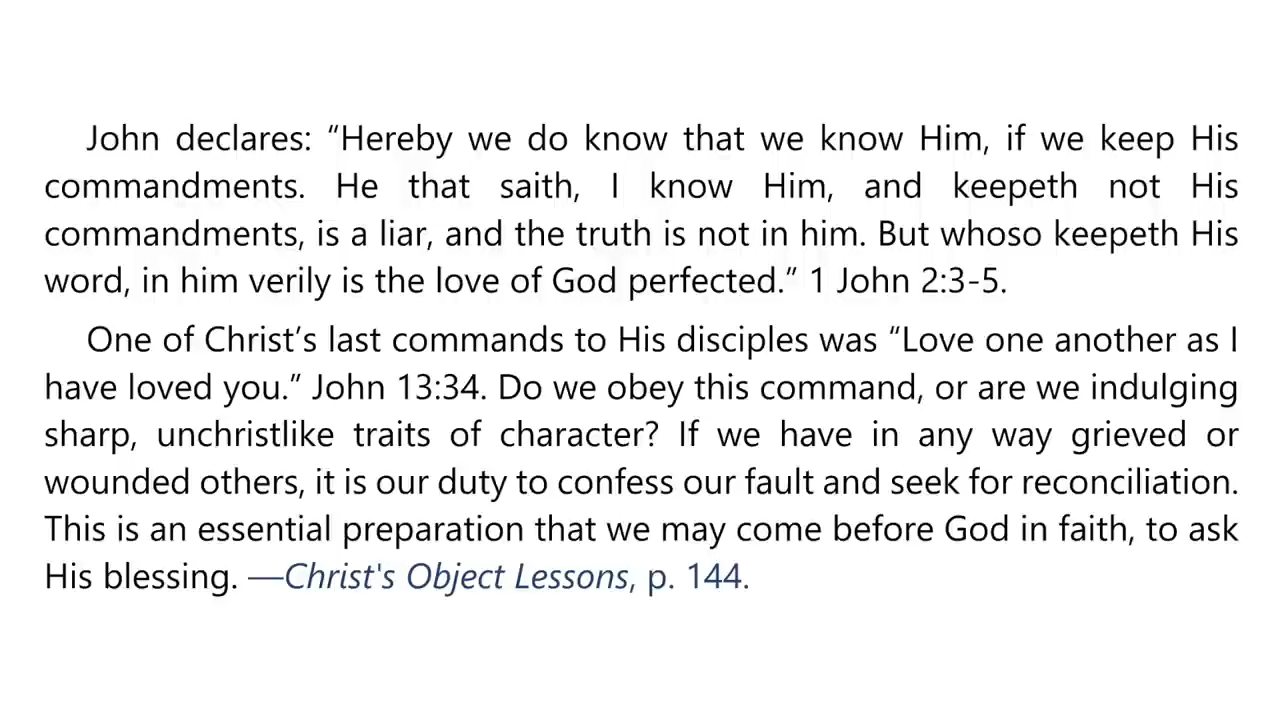 John declares: “Hereby we do know that we know Him, if we keep His
commandments. He that saith, I know Him, and keepeth not His
commandments, is a liar, and the truth is not in him. But whoso keepeth His
word, in him verily is the love of God perfected.” 1 John 2:3-5.
One of Christ’s last commands to His disciples was “Love one another as I
have loved you.” John 13:34. Do we obey this command, or are we indulging
sharp, unchristlike traits of character? If we have in any way grieved or
wounded others, it is our duty to confess our fault and seek for reconciliation.
This is an essential preparation that we may come before God in faith, to ask
His blessing. —Christ's Object Lessons, p. 144.